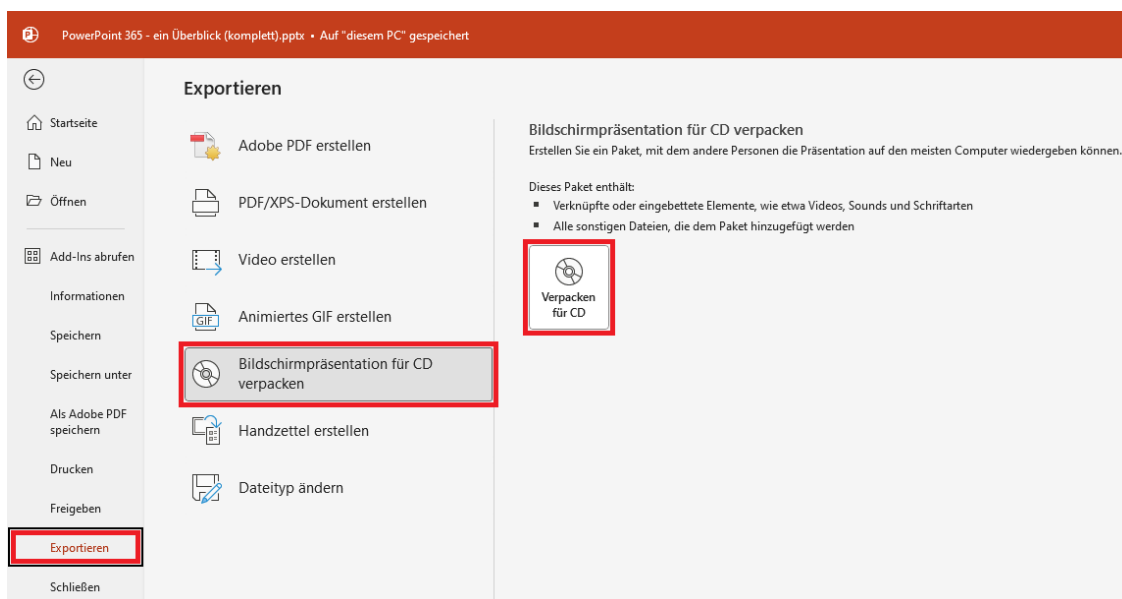 PowerPoint 365 - ein Überblick (komplett).pptx • Auf "diesem PC" gespeichert
Startseite
Neu
Öffnen
Add-Ins abrufen
Informationen
Speichern
Speichern unter
Als Adobe PDF
speichern
Drucken
Freigeben
Exportieren
Schließen
Exportieren
Adobe PDF erstellen
PDF/XPS-Dokument erstellen
Video erstellen
GIF
Animiertes GIF erstellen
Bildschirmpräsentation für CD
verpacken
Handzettel erstellen
Dateityp ändern
Bildschirmpräsentation für CD verpacken
Erstellen Sie ein Paket, mit dem andere Personen die Präsentation auf den meisten Computer wiedergeben können.
Dieses Paket enthält:
Verknüpfte oder eingebettete Elemente, wie etwa Videos, Sounds und Schriftarten
Alle sonstigen Dateien, die dem Paket hinzugefügt werden
Verpacken
für CD